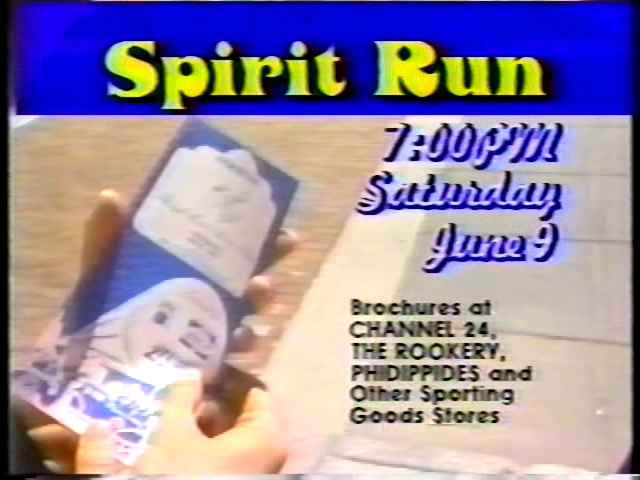 Spirit Run
7:00PM
Saturday
June 9
Brochures at
CHANNEL 24,
THE ROOKERY,
PHIDIPPIDES and
Other Sporting
Goods Stores